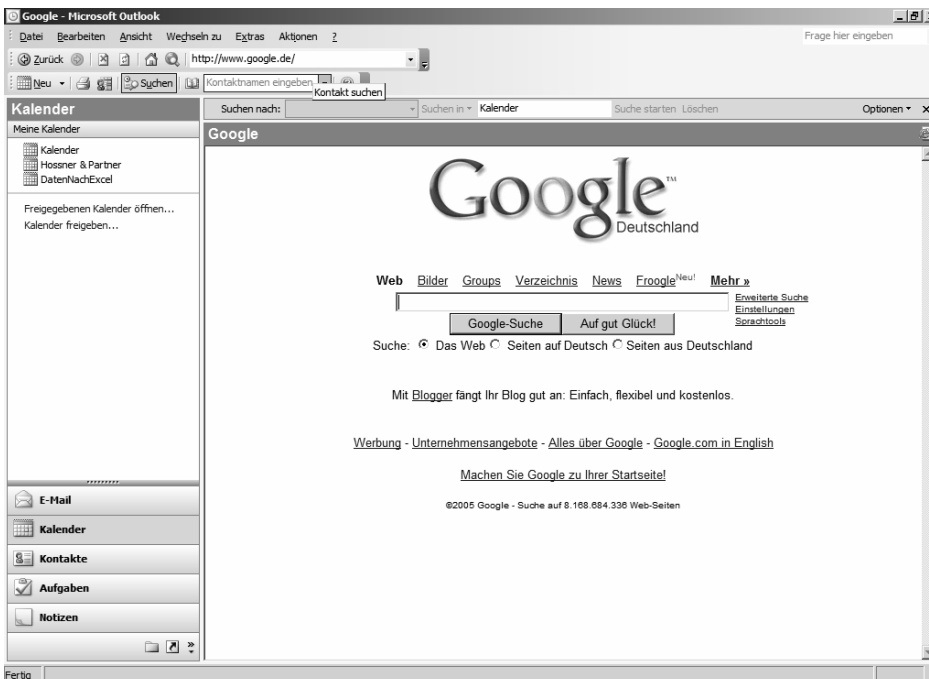 Google - Microsoft Outlook
Datei Bearbeiten Ansicht Wechseln zu Extras Aktionen ? Frage hier eingeben
Zurück http://www.google.de/
Neu Suchen Kontaktnamen eingeben
Kontakt suchen
Kalender Suchen nach: Suchen in Kalender Suche starten Löschen Optionen
Meine Kalender
Google
Kalender
Hossner & Partner
DatenNachExcel
Freigegebenen Kalender öffnen...
Kalender freigeben...
Google™
Deutschland
Web Bilder Groups Verzeichnis News Froogle Neu! Mehr »
Erweiterte Suche
Einstellungen
Sprachtools
Google-Suche Auf gut Glück!
Suche: Das Web Seiten auf Deutsch Seiten aus Deutschland
Mit Blogger fängt Ihr Blog gut an: Einfach, flexibel und kostenlos.
Werbung - Unternehmensangebote - Alles über Google - Google.com in English
Machen Sie Google zu Ihrer Startseite!
©2005 Google - Suche auf 8.168.684.336 Web-Seiten
E-Mail
Kalender
Kontakte
Aufgaben
Notizen
Fertig